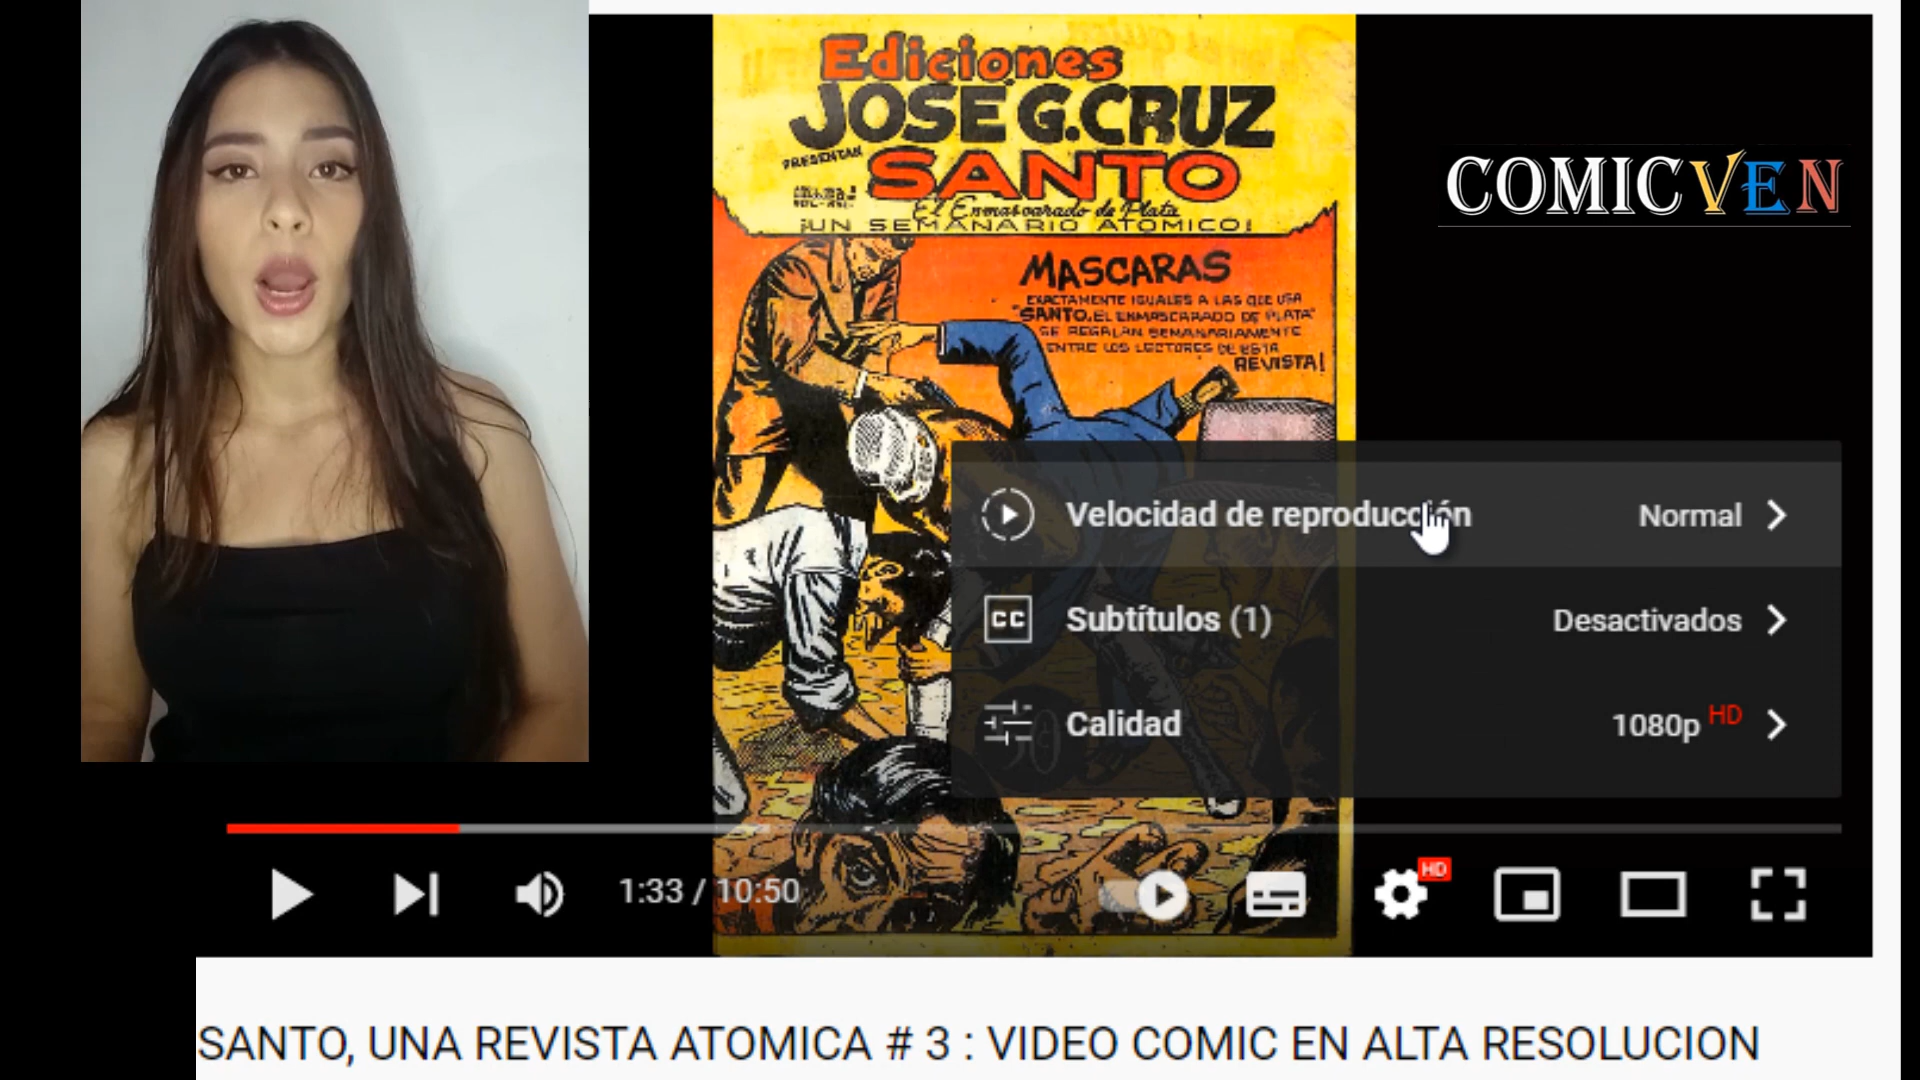 Ediciones
JOSE G. CRUZ
PRESENTAN
SANTO
El Enmascarado de Plata
¡UN SEMANARIO ATOMICO!
MASCARAS
EXACTAMENTE IGUALES A LAS QUE USA
"SANTO, EL ENMASCARADO DE PLATA"
SE REGALAN SEMANARIAMENTE
ENTRE LOS LECTORES DE ESTA
REVISTA!
COMICVEN
Velocidad de reproducción Normal
CC Subtítulos (1) Desactivados
Calidad 1080p HD
1:33 / 10:50
HD
SANTO, UNA REVISTA ATOMICA # 3 : VIDEO COMIC EN ALTA RESOLUCION